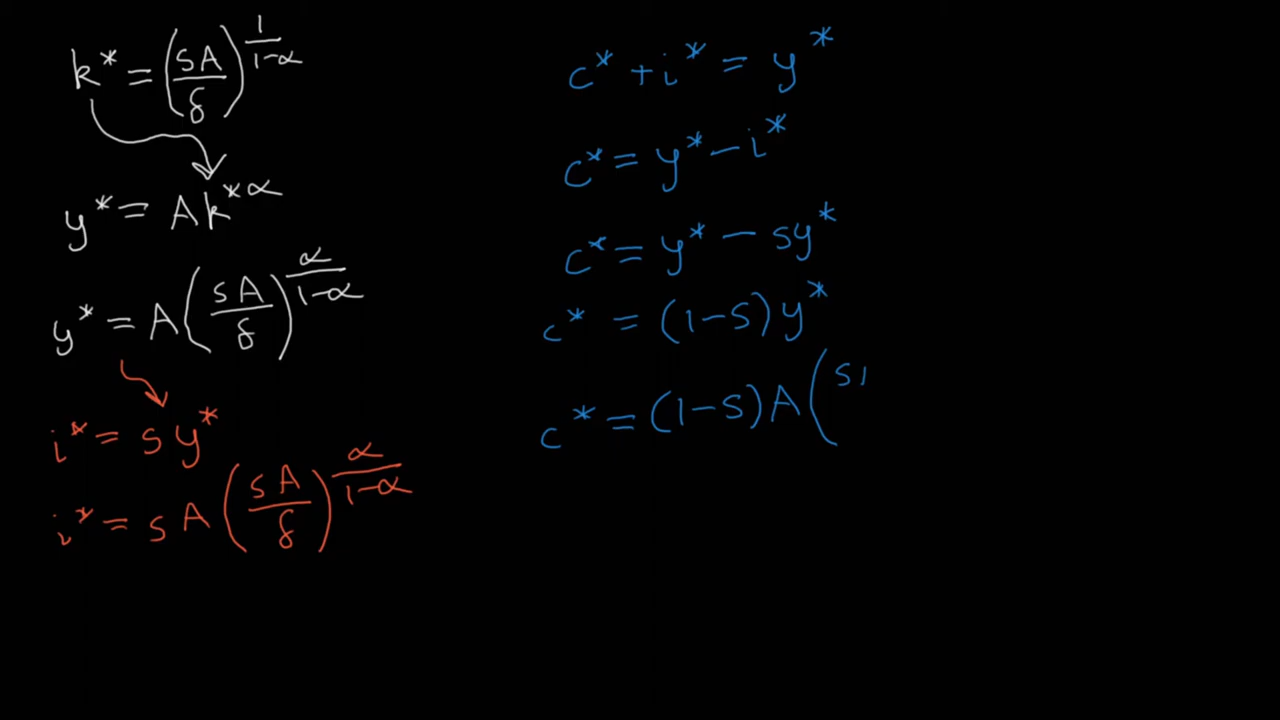 k* = (sA/δ)^(1/(1-α))
y* = Ak*^α
y* = A(sA/δ)^(α/(1-α))
i* = sy*
i* = sA(sA/δ)^(α/(1-α))
c* + i* = y*
c* = y* - i*
c* = y* - sy*
c* = (1-s)y*
c* = (1-s)A(s